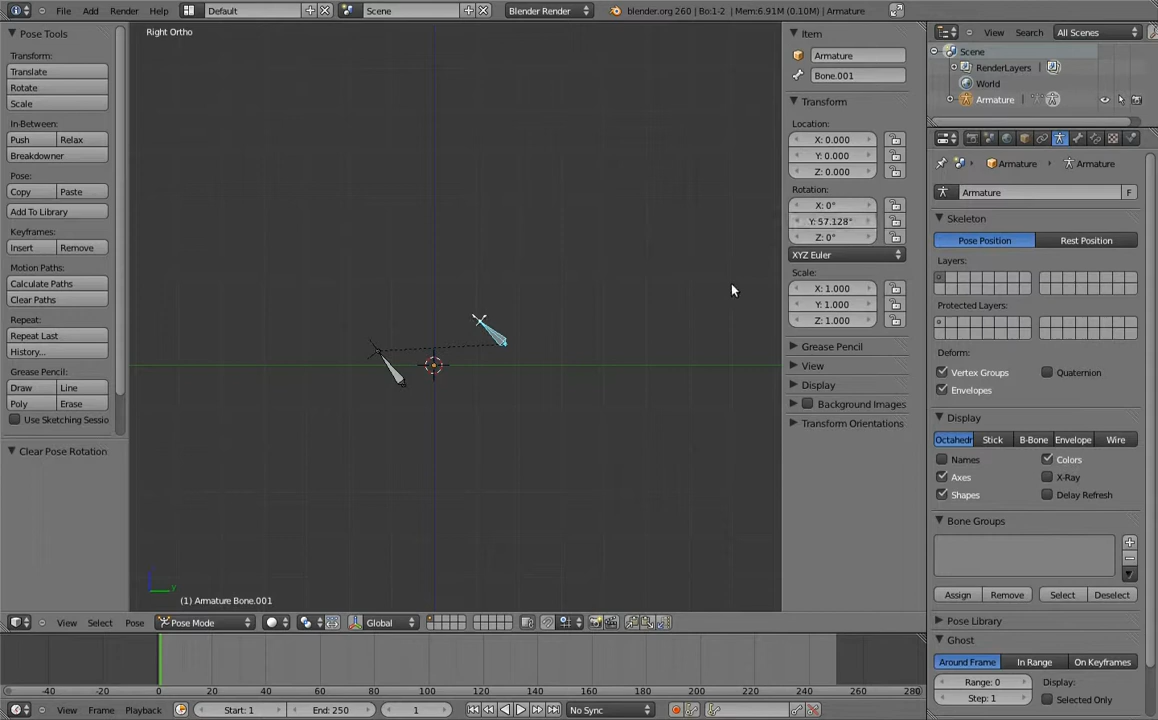 File Add Render Help Default Scene Blender Render blender.org 260 | Bo:1-2 | Mem:6.91M (0.10M) | Armature
Pose Tools
Transform:
Translate
Rotate
Scale
In-Between:
Push Relax
Breakdowner
Pose:
Copy Paste
Add To Library
Keyframes:
Insert Remove
Motion Paths:
Calculate Paths
Clear Paths
Repeat:
Repeat Last
History...
Grease Pencil:
Draw Line
Poly Erase
Use Sketching Sessio
Clear Pose Rotation
Right Ortho
(1) Armature Bone.001
Item
Armature
Bone.001
Transform
Location:
X: 0.000
Y: 0.000
Z: 0.000
Rotation:
X: 0°
Y: 57.128°
Z: 0°
XYZ Euler
Scale:
X: 1.000
Y: 1.000
Z: 1.000
Grease Pencil
View
Display
Background Images
Transform Orientations
View Search All Scenes
Scene
RenderLayers
World
Armature
Armature Armature
Armature F
Skeleton
Pose Position Rest Position
Layers:
Protected Layers:
Deform:
Vertex Groups Quaternion
Envelopes
Display
Octahedr Stick B-Bone Envelope Wire
Names Colors
Axes X-Ray
Shapes Delay Refresh
Bone Groups
Assign Remove Select Deselect
Pose Library
Ghost
Around Frame In Range On Keyframes
Range: 0 Display:
Step: 1 Selected Only
View Select Pose Pose Mode Global
-40 -20 0 20 40 60 80 100 120 140 160 180 200 220 240 260 280
View Frame Playback Start: 1 End: 250 1 No Sync